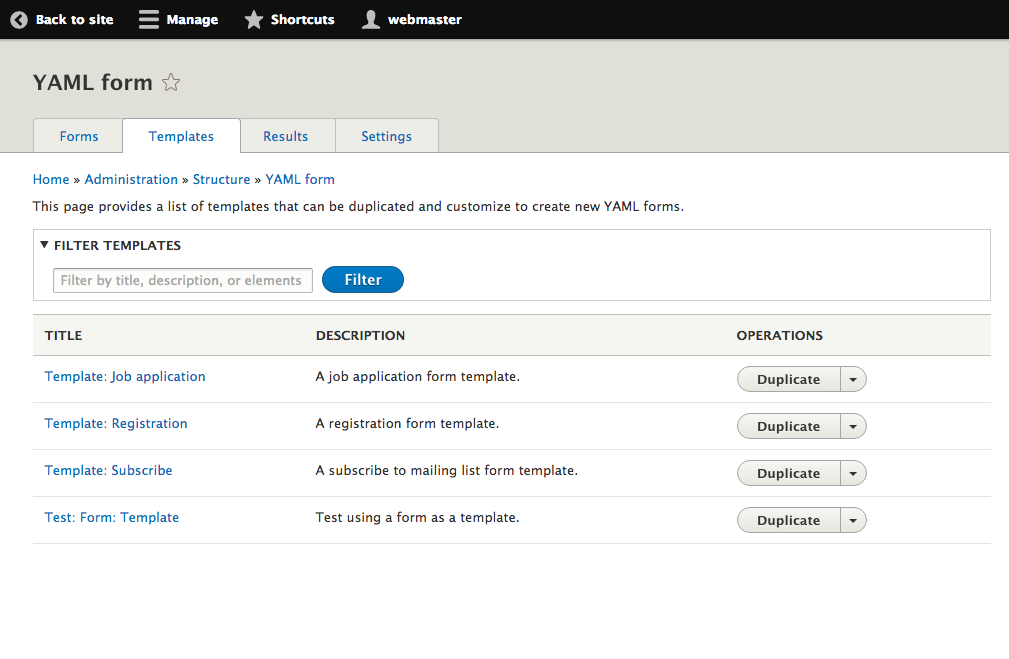 Back to site Manage Shortcuts webmaster
YAML form
Forms Templates Results Settings
Home » Administration » Structure » YAML form
This page provides a list of templates that can be duplicated and customize to create new YAML forms.
▼ FILTER TEMPLATES
Filter by title, description, or elements Filter
TITLE DESCRIPTION OPERATIONS
Template: Job application A job application form template. Duplicate
Template: Registration A registration form template. Duplicate
Template: Subscribe A subscribe to mailing list form template. Duplicate
Test: Form: Template Test using a form as a template. Duplicate